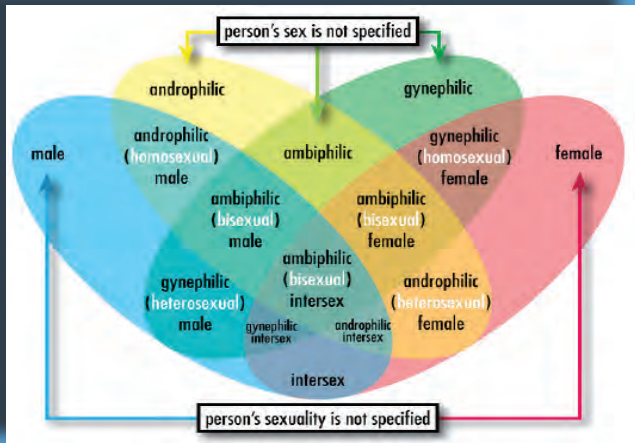 person's sex is not specified
androphilic
gynephilic
male
androphilic
(homosexual)
male
ambiphilic
gynephilic
(homosexual)
female
female
ambiphilic
(bisexual)
male
ambiphilic
(bisexual)
female
ambiphilic
(bisexual)
intersex
gynephilic
(heterosexual)
male
androphilic
(heterosexual)
female
gynephilic
intersex
androphilic
intersex
intersex
person's sexuality is not specified